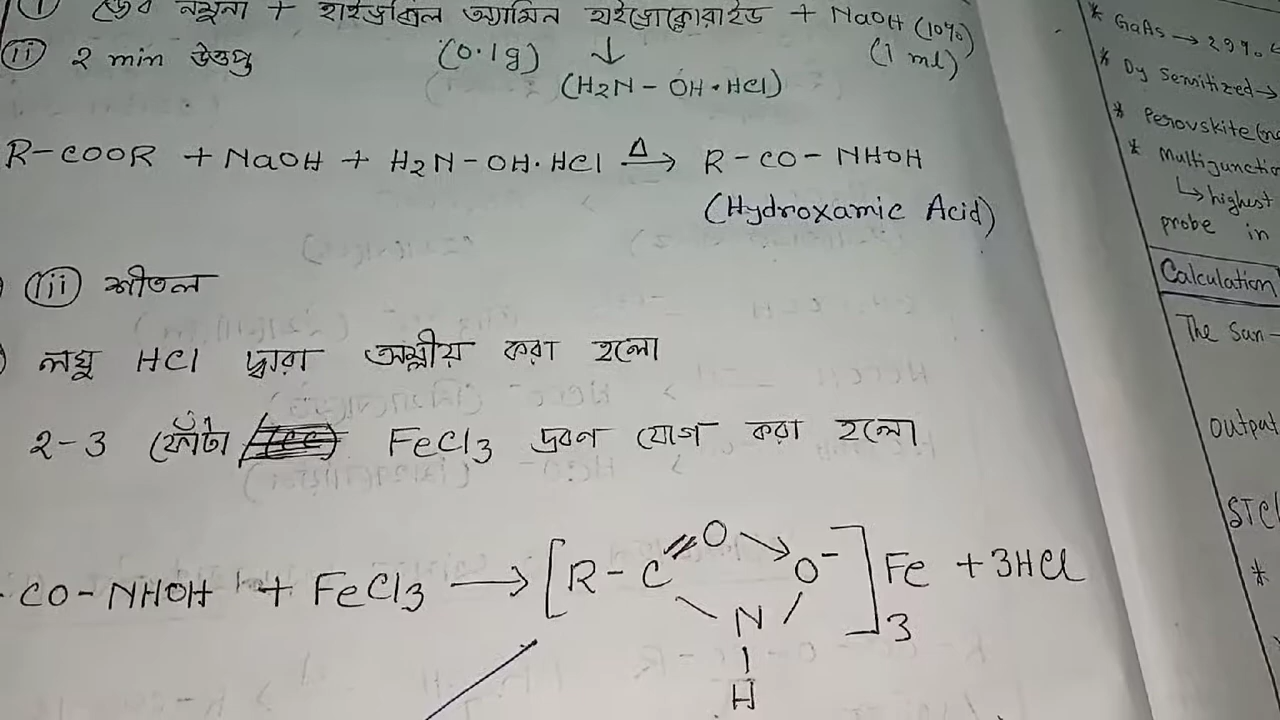 নমুনা + হাইড্রক্সিল অ্যামিন হাইড্রোক্লোরাইড + NaOH (10%)
(0.1g) ↓ (1 ml)
(ii) 2 min উত্তপ্ত
(H2N - OH • HCl)
R-COOR + NaOH + H2N-OH.HCl Δ→ R - CO - NHOH
(Hydroxamic Acid)
(iii) শীতল
লঘু HCl দ্বারা অম্লীয় করা হলো
২-3 ফোঁটা FeCl3 দ্রবণ যোগ করা হলো
- CO - NHOH + FeCl3 → [R - C = O → O⁻ N H]3 Fe + 3HCl
* GaAs → 29%
* Dy Sensitized →
* Perovskite
* Multijunctio
↳ highest
probe in
Calculation
The Sun-
output
STC
*